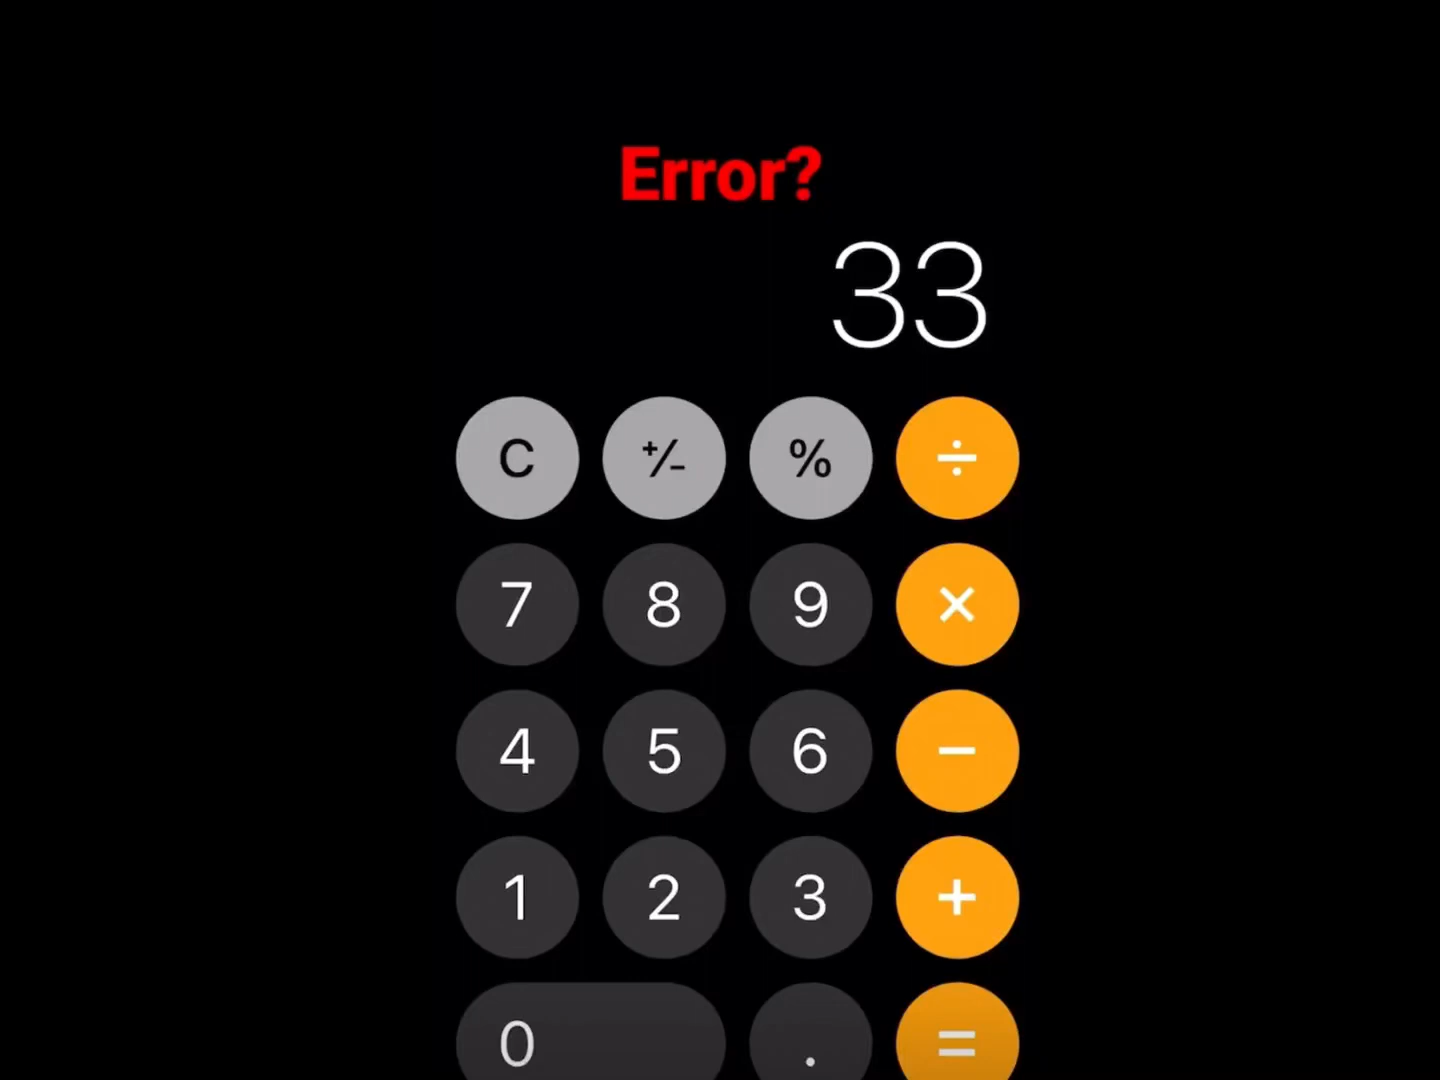 Error?
33
C ⁺∕₋ % ÷
7 8 9 ×
4 5 6 −
1 2 3 +
0 . =